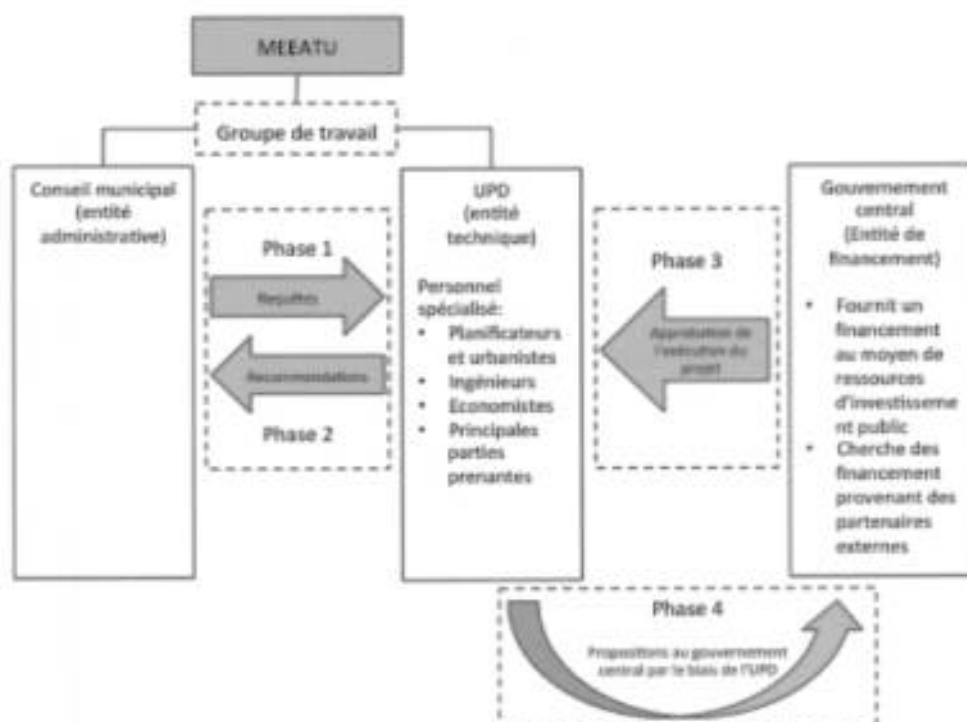 MEEATU
Groupe de travail
Conseil municipal
(entité
administrative)
Phase 1
Recommendations
Phase 2
UPD
(entité
technique)
Personnel
spécialisé:
• Planificateurs
et urbanistes
• Ingénieurs
• Economistes
• Principales
parties
prenantes
Phase 3
Approbation de
l'exécution du
projet
Gouvernement
central
(Entité de
financement)
• Fournit un
financement
au moyen de
ressources
d'investisseme
nt public
• Cherche des
financement
provenant des
partenaires
externes
Phase 4
Propositions au gouvernement
central par le biais de l'UPD